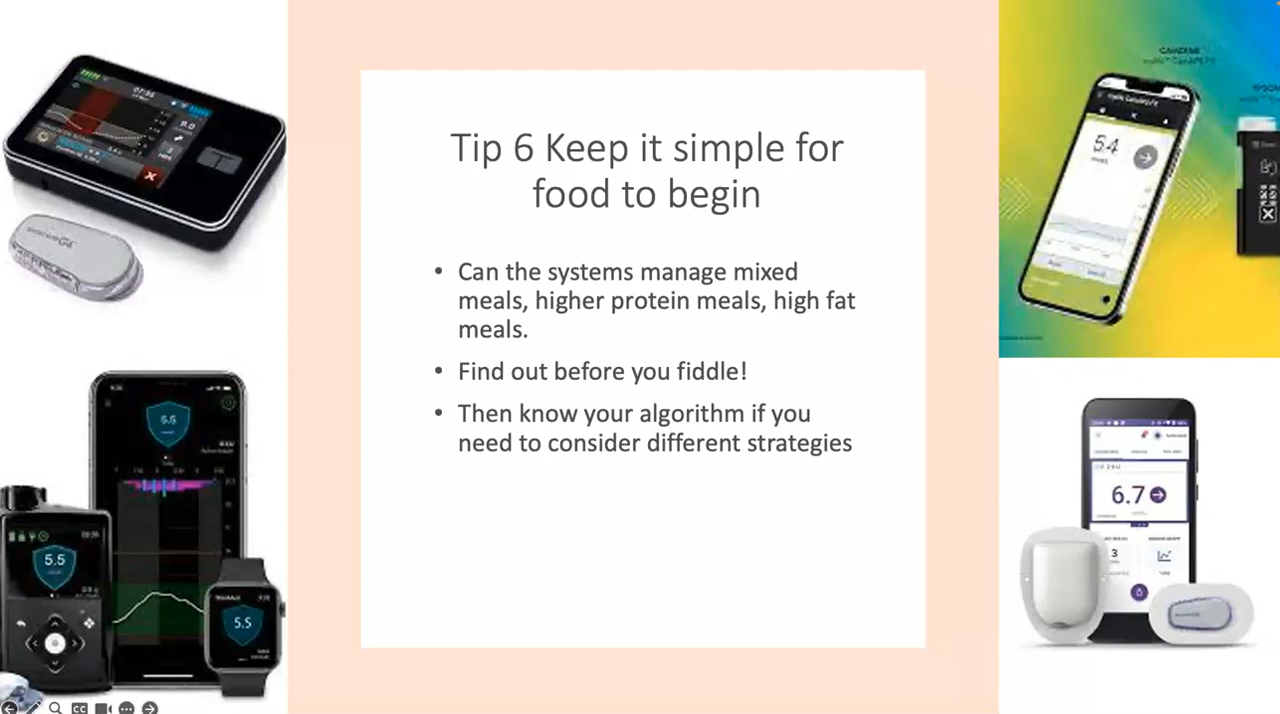 Tip 6 Keep it simple for
food to begin
• Can the systems manage mixed
meals, higher protein meals, high fat
meals.
• Find out before you fiddle!
• Then know your algorithm if you
need to consider different strategies
5.4
5.5
5.5
5.5
6.7
3
CC